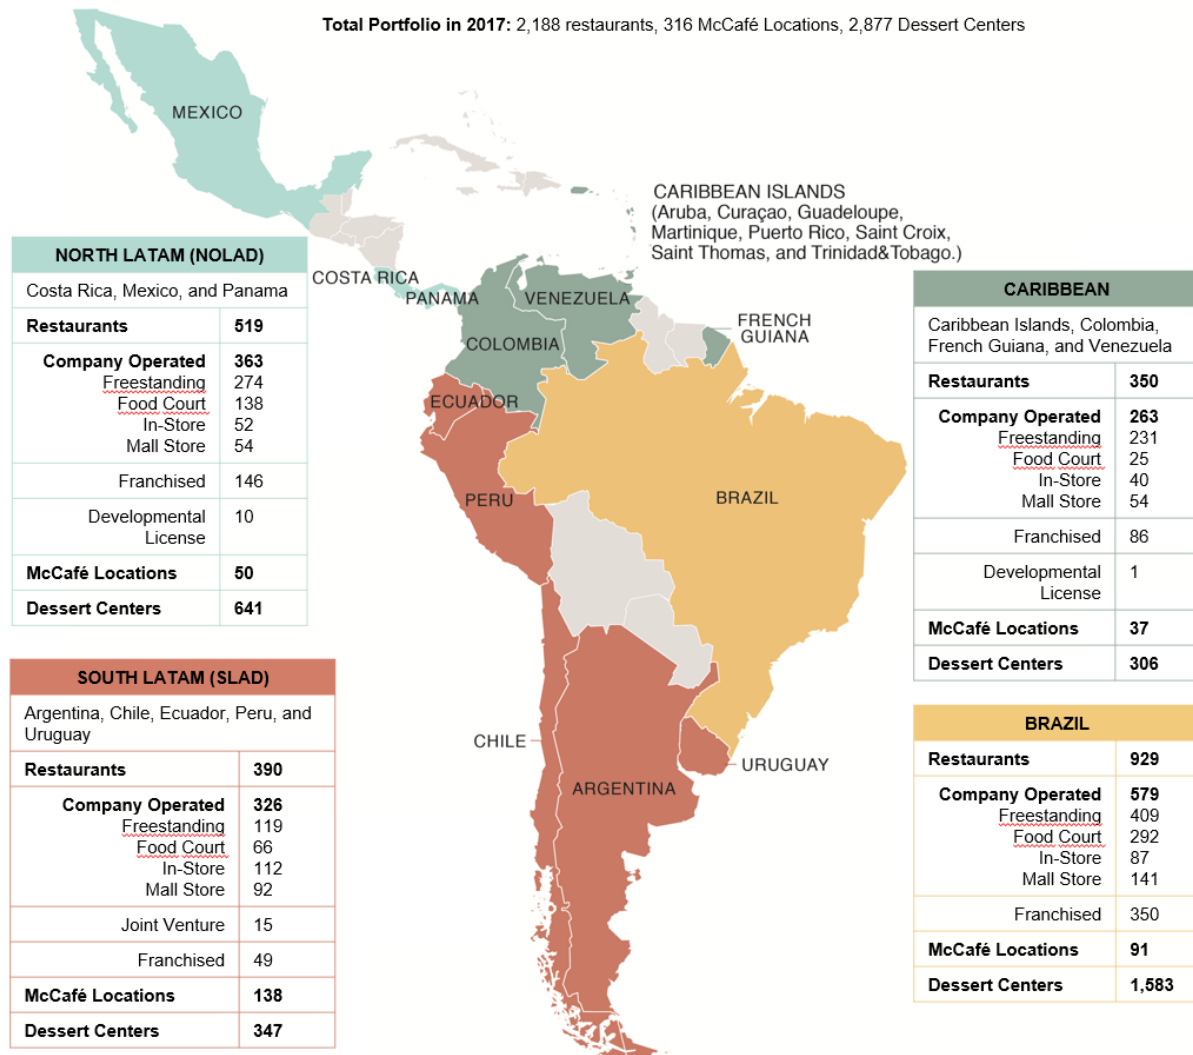 Total Portfolio in 2017: 2,188 restaurants, 316 McCafé Locations, 2,877 Dessert Centers
MEXICO
CARIBBEAN ISLANDS
(Aruba, Curaçao, Guadeloupe,
Martinique, Puerto Rico, Saint Croix,
Saint Thomas, and Trinidad&Tobago.)
COSTA RICA
PANAMA
VENEZUELA
COLOMBIA
FRENCH
GUIANA
ECUADOR
PERU
BRAZIL
CHILE
ARGENTINA
URUGUAY
NORTH LATAM (NOLAD)
Costa Rica, Mexico, and Panama
Restaurants 519
Company Operated 363
Freestanding 274
Food Court 138
In-Store 52
Mall Store 54
Franchised 146
Developmental 10
License
McCafé Locations 50
Dessert Centers 641
SOUTH LATAM (SLAD)
Argentina, Chile, Ecuador, Peru, and
Uruguay
Restaurants 390
Company Operated 326
Freestanding 119
Food Court 66
In-Store 112
Mall Store 92
Joint Venture 15
Franchised 49
McCafé Locations 138
Dessert Centers 347
CARIBBEAN
Caribbean Islands, Colombia,
French Guiana, and Venezuela
Restaurants 350
Company Operated 263
Freestanding 231
Food Court 25
In-Store 40
Mall Store 54
Franchised 86
Developmental 1
License
McCafé Locations 37
Dessert Centers 306
BRAZIL
Restaurants 929
Company Operated 579
Freestanding 409
Food Court 292
In-Store 87
Mall Store 141
Franchised 350
McCafé Locations 91
Dessert Centers 1,583